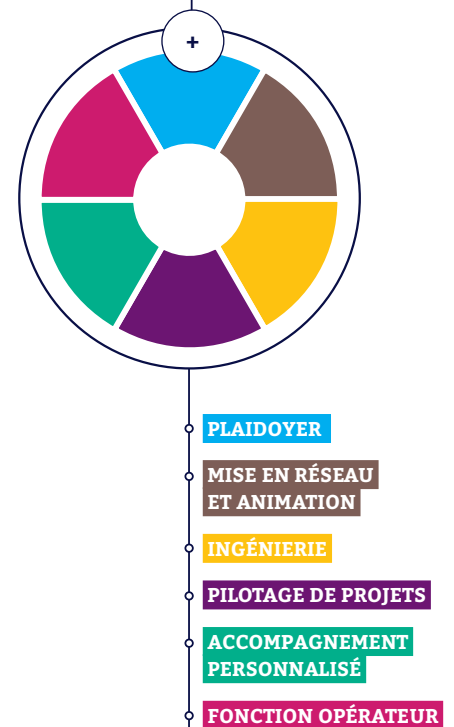 +
PLAIDOYER
MISE EN RÉSEAU
ET ANIMATION
INGÉNIERIE
PILOTAGE DE PROJETS
ACCOMPAGNEMENT
PERSONNALISÉ
FONCTION OPÉRATEUR